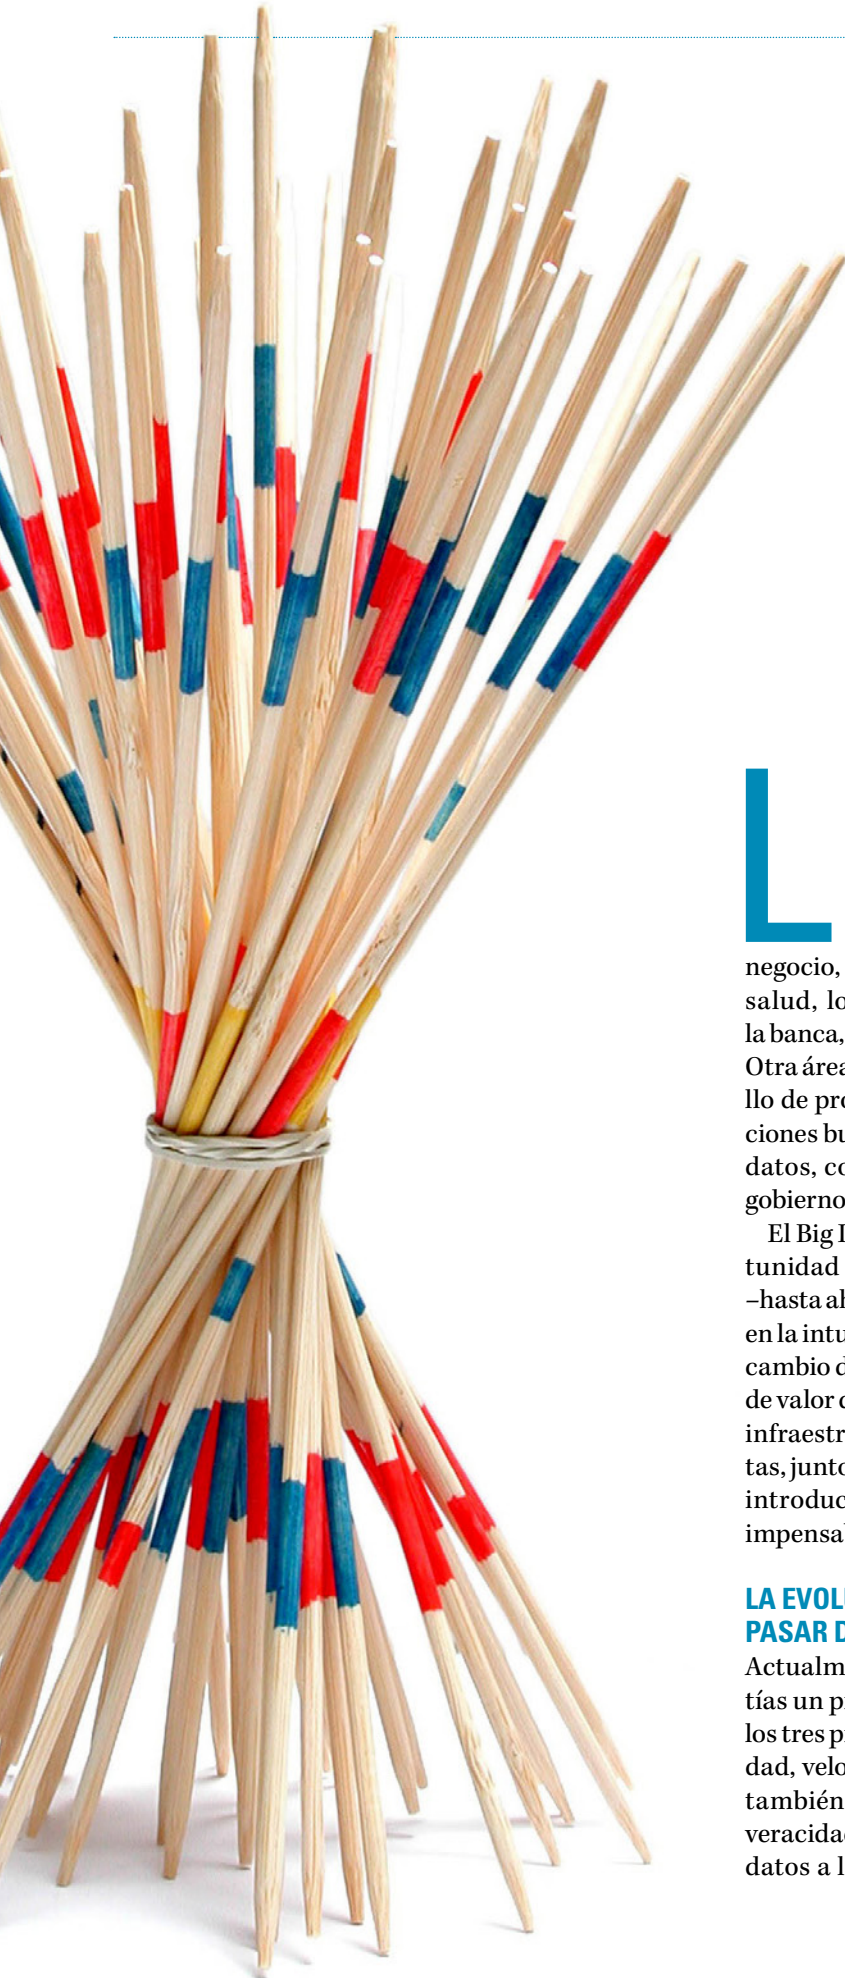 L
negocio,
salud, lo
la banca,
Otra área
llo de pro
ciones bu
datos, co
gobierno
El Big D
tunidad
–hasta ah
en la intu
cambio d
de valor d
infraestr
tas, junto
introduc
impensab
LA EVOLU
PASAR D
Actualm
tías un pr
los tres pr
dad, velo
también
veracidad
datos a l